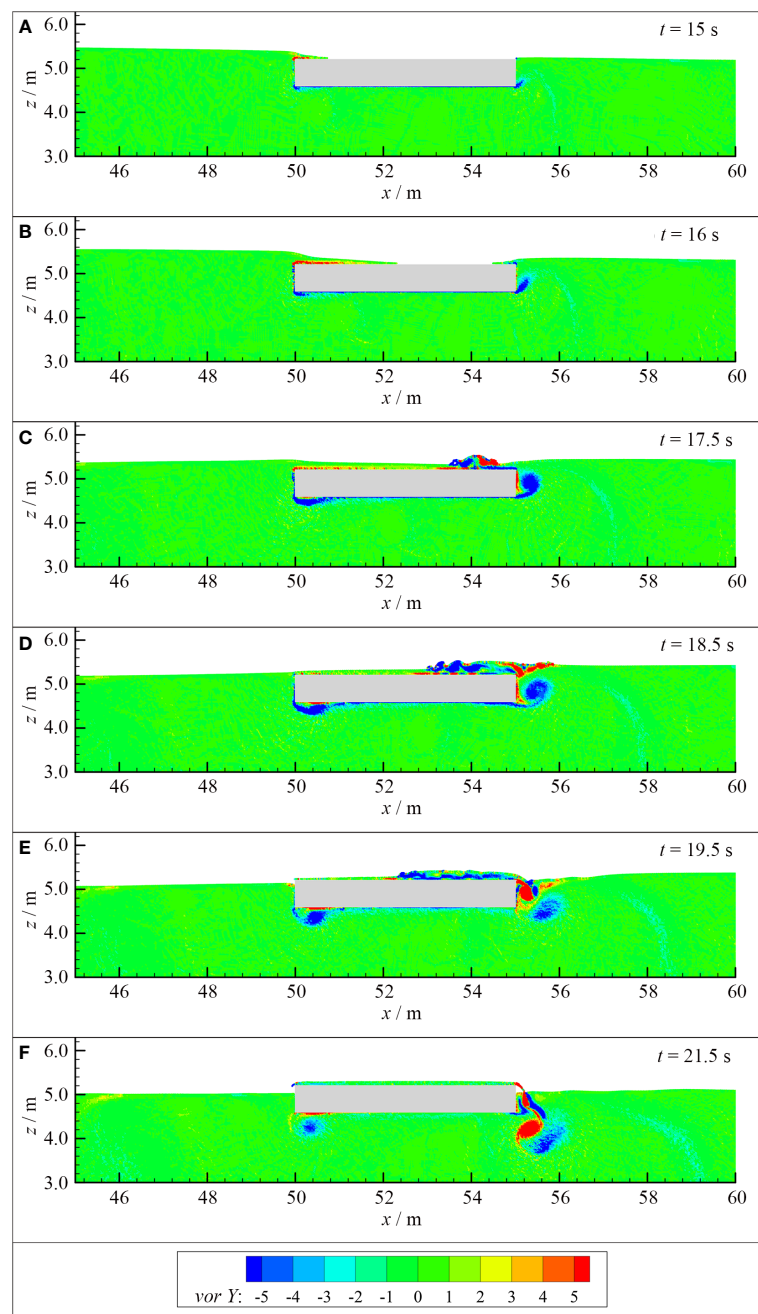 A
t = 15 s
6.0
5.0
4.0
3.0
z / m
46 48 50 52 54 56 58 60
x / m
B
t = 16 s
6.0
5.0
4.0
3.0
z / m
46 48 50 52 54 56 58 60
x / m
C
t = 17.5 s
6.0
5.0
4.0
3.0
z / m
46 48 50 52 54 56 58 60
x / m
D
t = 18.5 s
6.0
5.0
4.0
3.0
z / m
46 48 50 52 54 56 58 60
x / m
E
t = 19.5 s
6.0
5.0
4.0
3.0
z / m
46 48 50 52 54 56 58 60
x / m
F
t = 21.5 s
6.0
5.0
4.0
3.0
z / m
46 48 50 52 54 56 58 60
x / m
vor Y: -5 -4 -3 -2 -1 0 1 2 3 4 5